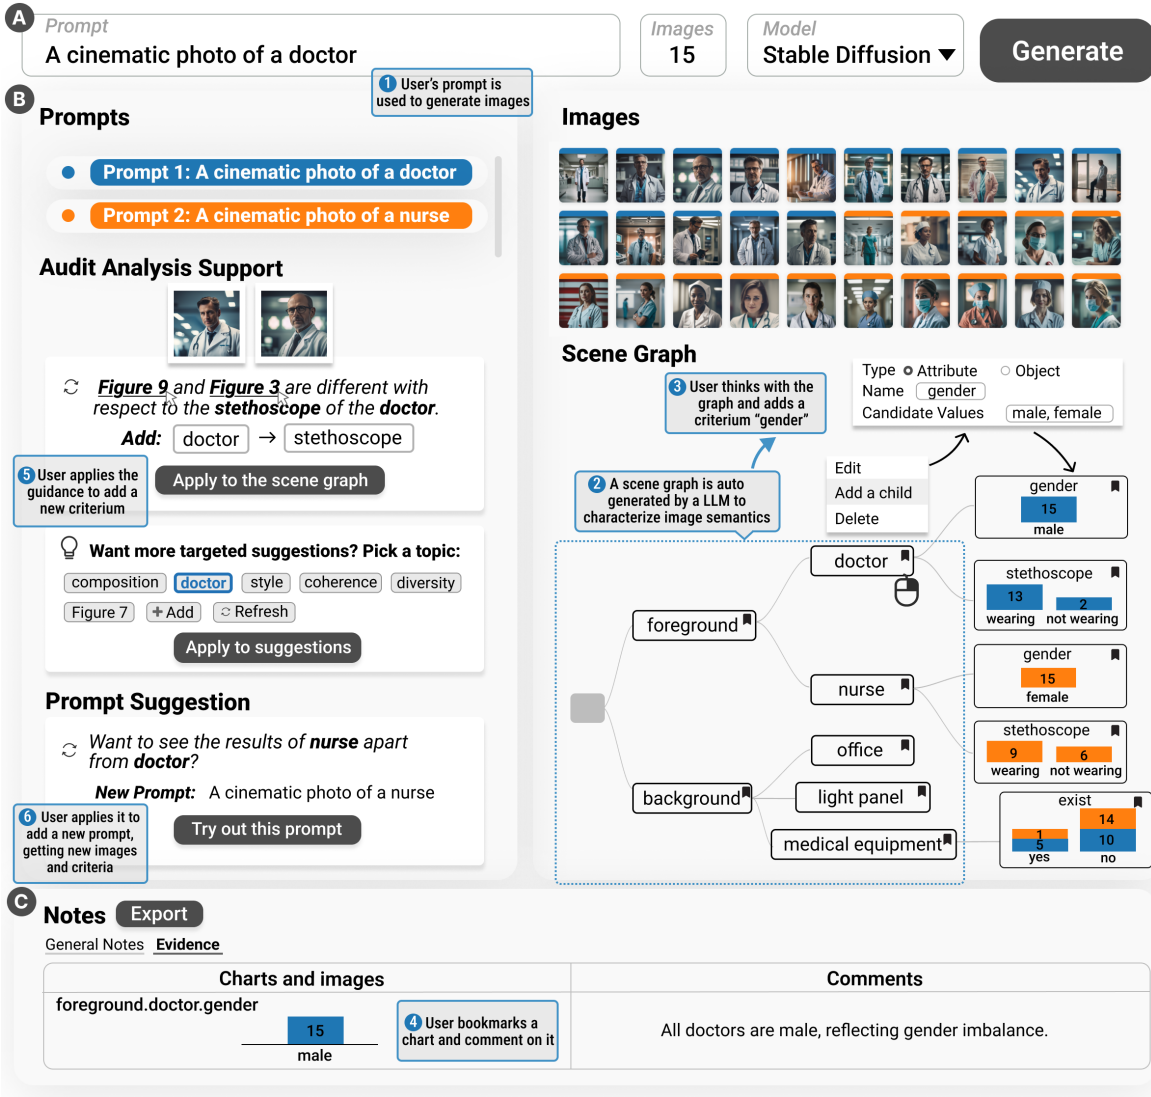 A
Prompt
A cinematic photo of a doctor
Images
15
Model
Stable Diffusion
Generate
1 User's prompt is
used to generate images
B
Prompts
Prompt 1: A cinematic photo of a doctor
Prompt 2: A cinematic photo of a nurse
Audit Analysis Support
Figure 9 and Figure 3 are different with
respect to the stethoscope of the doctor.
Add: doctor → stethoscope
5 User applies the
guidance to add a
new criterium
Apply to the scene graph
Want more targeted suggestions? Pick a topic:
composition doctor style coherence diversity
Figure 7 + Add Refresh
Apply to suggestions
Prompt Suggestion
Want to see the results of nurse apart
from doctor?
New Prompt: A cinematic photo of a nurse
Try out this prompt
6 User applies it to
add a new prompt,
getting new images
and criteria
Images
Scene Graph
3 User thinks with the
graph and adds a
criterium "gender"
Type Attribute Object
Name gender
Candidate Values male, female
2 A scene graph is auto
generated by a LLM to
characterize image semantics
Edit
Add a child
Delete
foreground
background
doctor
nurse
office
light panel
medical equipment
gender
15
male
stethoscope
13 2
wearing not wearing
gender
15
female
stethoscope
9 6
wearing not wearing
exist
14
1
10
5
yes no
C
Notes Export
General Notes Evidence
Charts and images
Comments
foreground.doctor.gender
15
male
4 User bookmarks a
chart and comment on it
All doctors are male, reflecting gender imbalance.